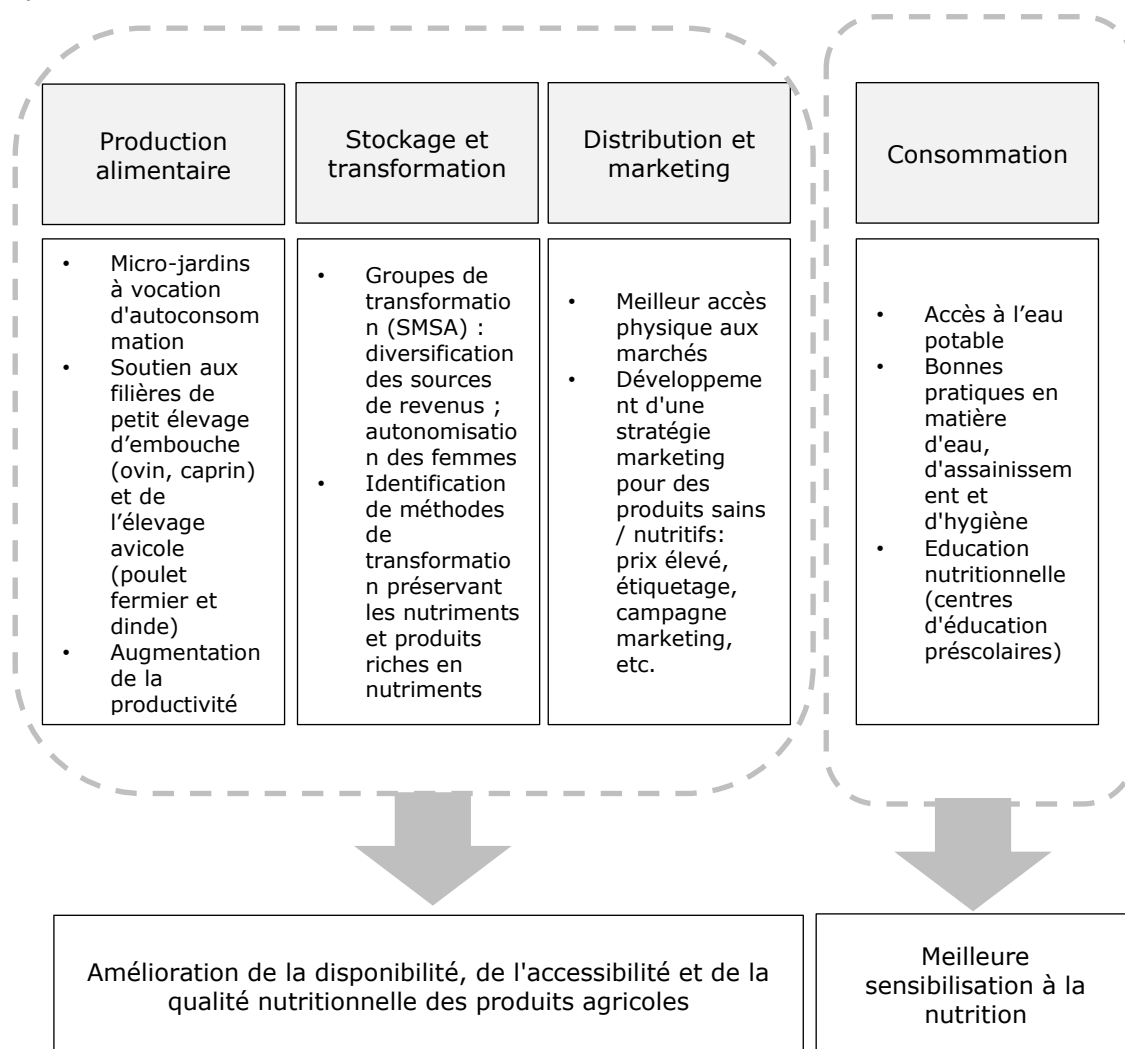 Production
alimentaire
Stockage et
transformation
Distribution et
marketing
Consommation
• Micro-jardins
à vocation
d'autoconsom
mation
• Soutien aux
filières de
petit élevage
d’embouche
(ovin, caprin)
et de
l’élevage
avicole
(poulet
fermier et
dinde)
• Augmentation
de la
productivité
• Groupes de
transformatio
n (SMSA) :
diversification
des sources
de revenus ;
autonomisatio
n des femmes
• Identification
de méthodes
de
transformatio
n préservant
les nutriments
et produits
riches en
nutriments
• Meilleur accès
physique aux
marchés
• Développeme
nt d'une
stratégie
marketing
pour des
produits sains
/ nutritifs:
prix élevé,
étiquetage,
campagne
marketing,
etc.
• Accès à l’eau
potable
• Bonnes
pratiques en
matière
d'eau,
d'assainissem
ent et
d'hygiène
• Education
nutritionnelle
(centres
d'éducation
préscolaires)
Amélioration de la disponibilité, de l'accessibilité et de la
qualité nutritionnelle des produits agricoles
Meilleure
sensibilisation à la
nutrition